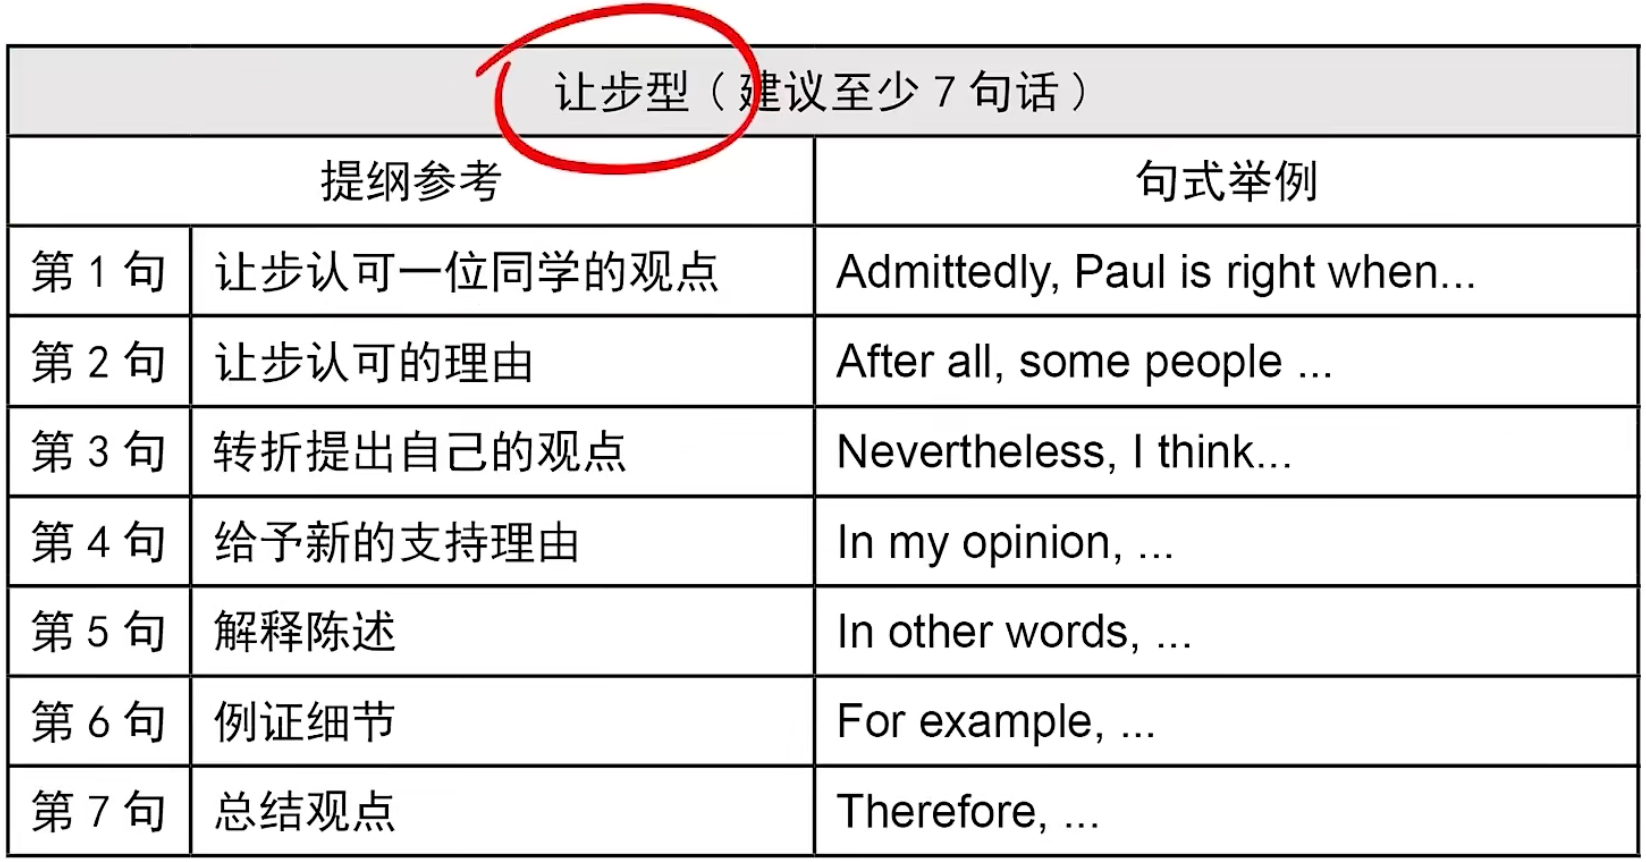 让步型（建议至少 7 句话）
提纲参考 句式举例
第 1 句 让步认可一位同学的观点 Admittedly, Paul is right when...
第 2 句 让步认可的理由 After all, some people ...
第 3 句 转折提出自己的观点 Nevertheless, I think...
第 4 句 给予新的支持理由 In my opinion, ...
第 5 句 解释陈述 In other words, ...
第 6 句 例证细节 For example, ...
第 7 句 总结观点 Therefore, ...